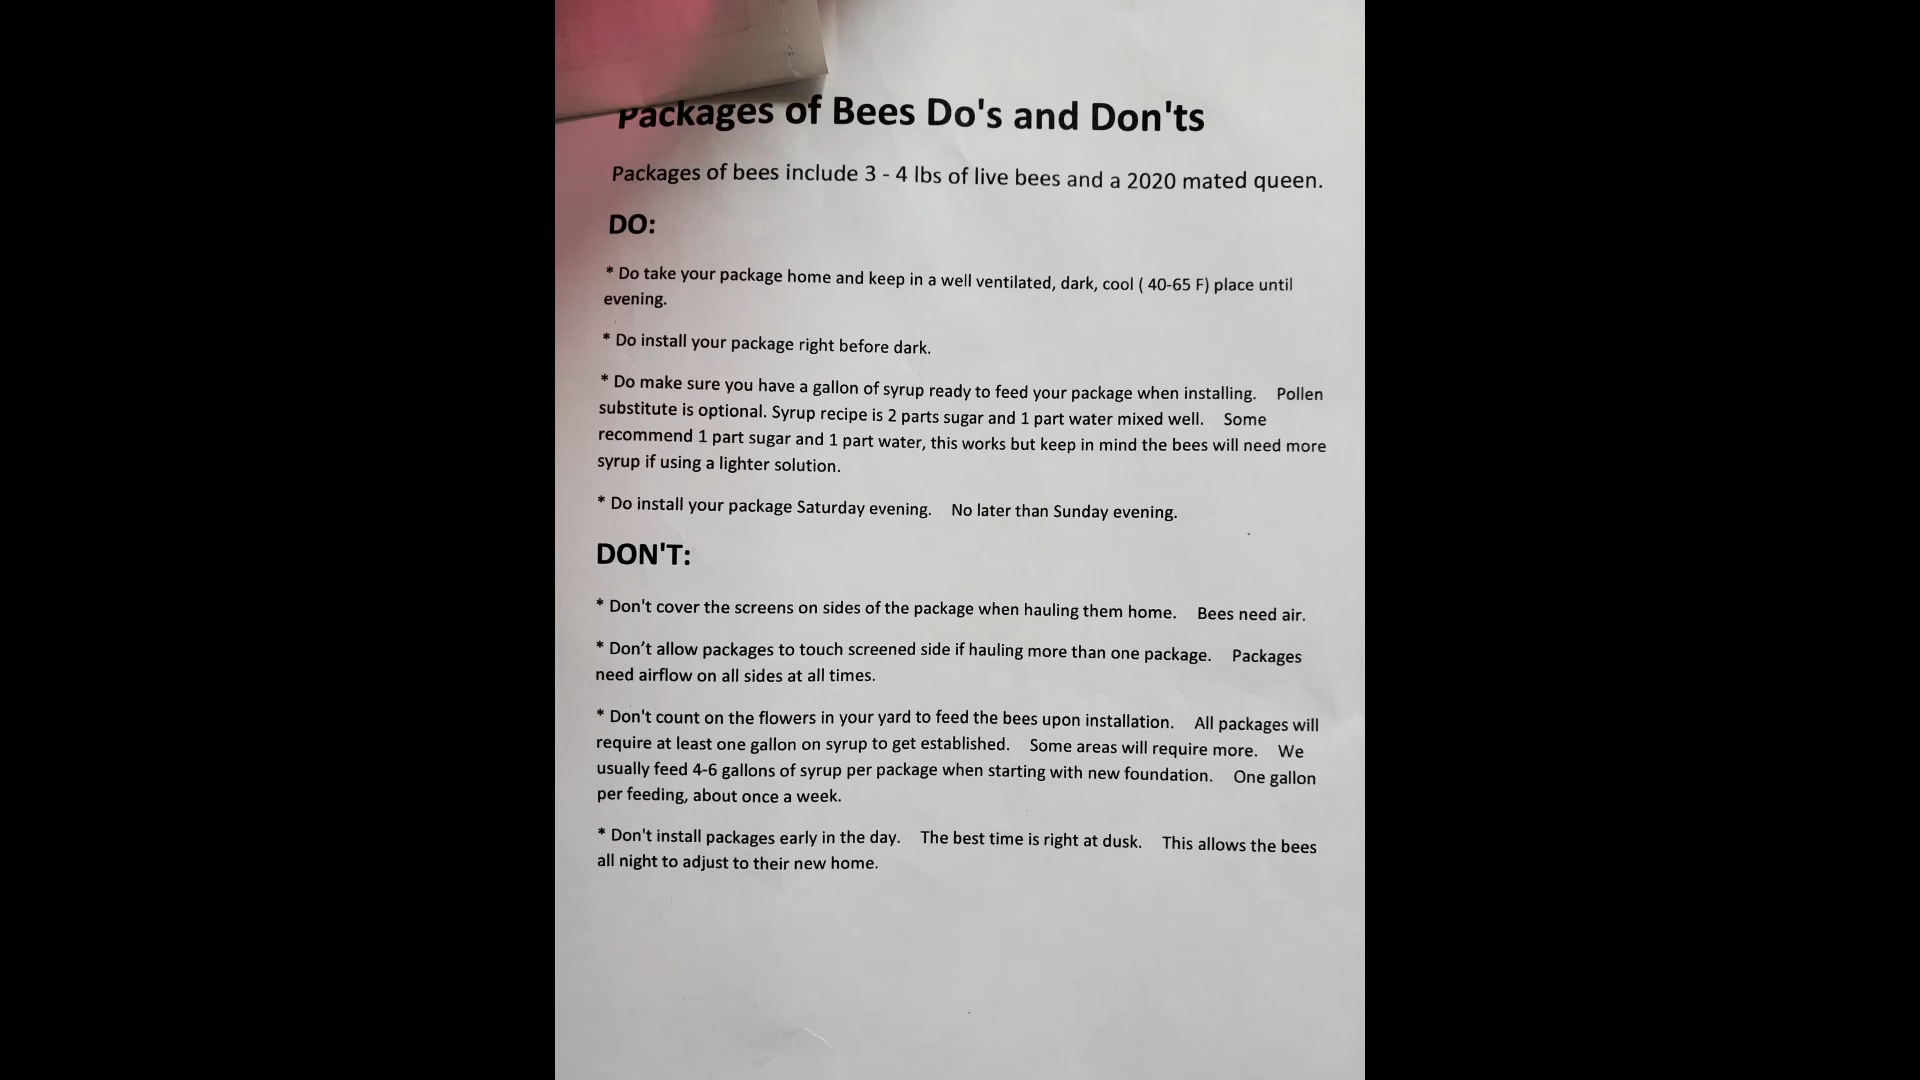 Packages of Bees Do's and Don'ts
Packages of bees include 3 - 4 lbs of live bees and a 2020 mated queen.
DO:
* Do take your package home and keep in a well ventilated, dark, cool ( 40-65 F) place until
evening.
* Do install your package right before dark.
* Do make sure you have a gallon of syrup ready to feed your package when installing. Pollen
substitute is optional. Syrup recipe is 2 parts sugar and 1 part water mixed well. Some
recommend 1 part sugar and 1 part water, this works but keep in mind the bees will need more
syrup if using a lighter solution.
* Do install your package Saturday evening. No later than Sunday evening.
DON'T:
* Don't cover the screens on sides of the package when hauling them home. Bees need air.
* Don’t allow packages to touch screened side if hauling more than one package. Packages
need airflow on all sides at all times.
* Don't count on the flowers in your yard to feed the bees upon installation. All packages will
require at least one gallon on syrup to get established. Some areas will require more. We
usually feed 4-6 gallons of syrup per package when starting with new foundation. One gallon
per feeding, about once a week.
* Don't install packages early in the day. The best time is right at dusk. This allows the bees
all night to adjust to their new home.